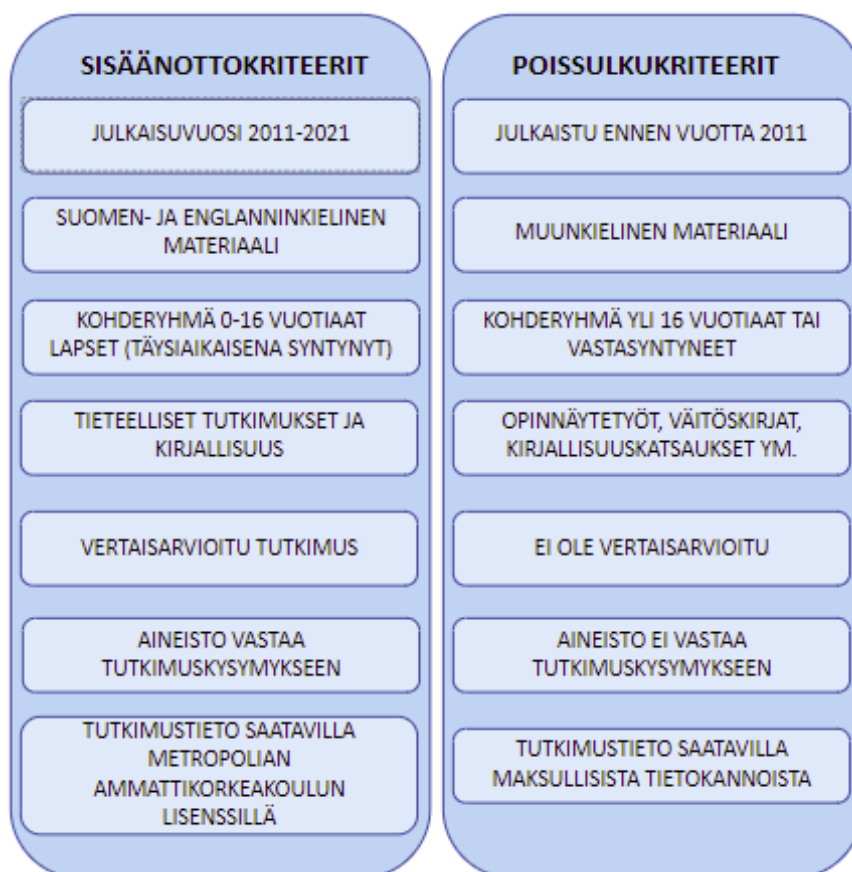 SISÄÄNOTTOKRITEERIT
JULKAISUVUOSI 2011-2021
SUOMEN- JA ENGLANNINKIELINEN
MATERIAALI
KOHDERYHMÄ 0-16 VUOTIAAT
LAPSET (TÄYSIAIKAISENA SYNTYNYT)
TIETEELLISET TUTKIMUKSET JA
KIRJALLISUUS
VERTAISARVIOITU TUTKIMUS
AINEISTO VASTAA
TUTKIMUSKYSYMYKSEEN
TUTKIMUSTIETO SAATAVILLA
METROPOLIAN
AMMATTIKORKEAKOULUN
LISENSSILLÄ
POISSULKUKRITEERIT
JULKAISTU ENNEN VUOTTA 2011
MUUNKIELINEN MATERIAALI
KOHDERYHMÄ YLI 16 VUOTIAAT TAI
VASTASYNTYNEET
OPINNÄYTETYÖT, VÄITÖSKIRJAT,
KIRJALLISUUSKATSAUKSET YM.
EI OLE VERTAISARVIOITU
AINEISTO EI VASTAA
TUTKIMUSKYSYMYKSEEN
TUTKIMUSTIETO SAATAVILLA
MAKSULLISISTA TIETOKANNOISTA